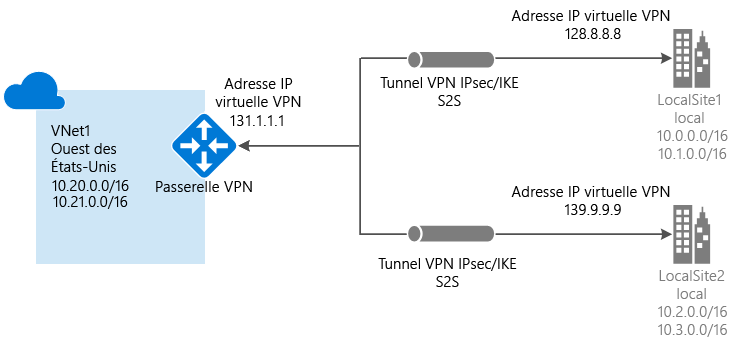 VNet1
Ouest des
États-Unis
10.20.0.0/16
10.21.0.0/16
Adresse IP
virtuelle VPN
131.1.1.1
Passerelle VPN
Tunnel VPN IPsec/IKE
S2S
Adresse IP virtuelle VPN
128.8.8.8
LocalSite1
local
10.0.0.0/16
10.1.0.0/16
Tunnel VPN IPsec/IKE
S2S
Adresse IP virtuelle VPN
139.9.9.9
LocalSite2
local
10.2.0.0/16
10.3.0.0/16